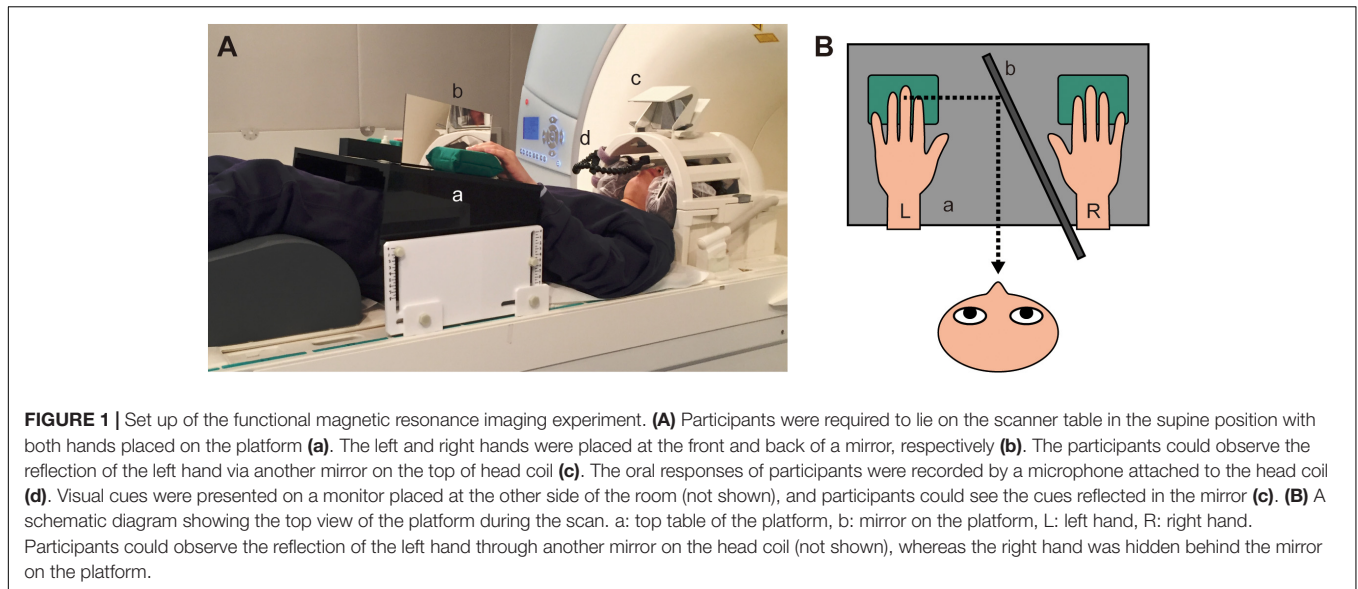 A
b
c
d
a
B
b
L
a
R
FIGURE 1 | Set up of the functional magnetic resonance imaging experiment. (A) Participants were required to lie on the scanner table in the supine position with
both hands placed on the platform (a). The left and right hands were placed at the front and back of a mirror, respectively (b). The participants could observe the
reflection of the left hand via another mirror on the top of head coil (c). The oral responses of participants were recorded by a microphone attached to the head coil
(d). Visual cues were presented on a monitor placed at the other side of the room (not shown), and participants could see the cues reflected in the mirror (c). (B) A
schematic diagram showing the top view of the platform during the scan. a: top table of the platform, b: mirror on the platform, L: left hand, R: right hand.
Participants could observe the reflection of the left hand through another mirror on the head coil (not shown), whereas the right hand was hidden behind the mirror
on the platform.